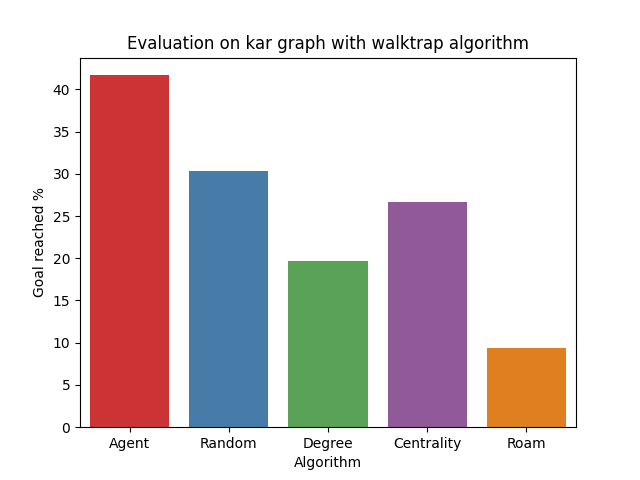 Evaluation on kar graph with walktrap algorithm
Goal reached %
40
35
30
25
20
15
10
5
0
Agent Random Degree Centrality Roam
Algorithm